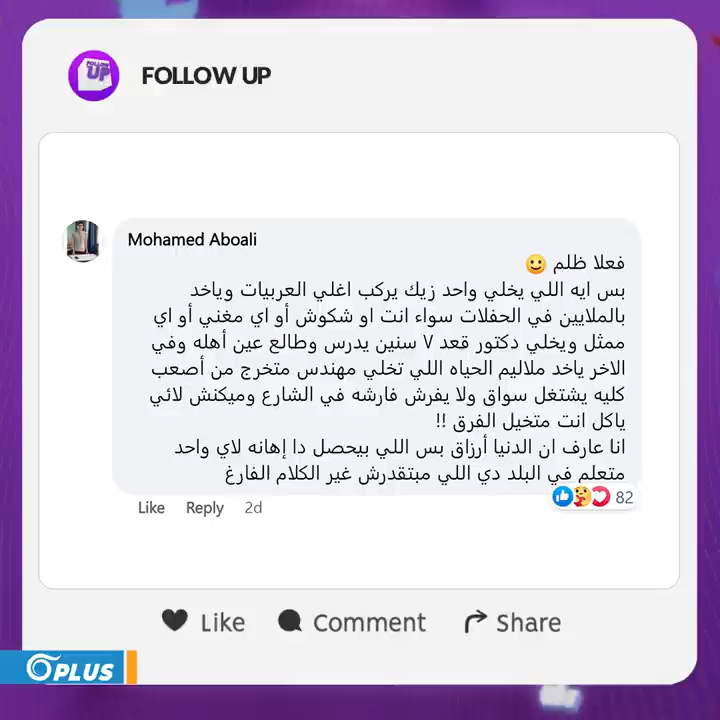 FOLLOW UP
FOLLOW UP
Mohamed Aboali
فعلا ظلم 🙂
بس ايه اللي يخلي واحد زيك يركب اغلي العربيات وياخد
بالملايين في الحفلات سواء انت او شكوش أو اي مغني أو اي
ممثل ويخلي دكتور قعد ٧ سنين يدرس وطالع عين أهله وفي
الاخر ياخد ملاليم الحياه اللي تخلي مهندس متخرج من أصعب
كليه يشتغل سواق ولا يفرش فارشه في الشارع وميكنش لائي
ياكل انت متخيل الفرق !!
انا عارف ان الدنيا أرزاق بس اللي بيحصل دا إهانه لاي واحد
متعلم في البلد دي اللي مبتقدرش غير الكلام الفارغ
82
Like Reply 2d
Like Comment Share
PLUS